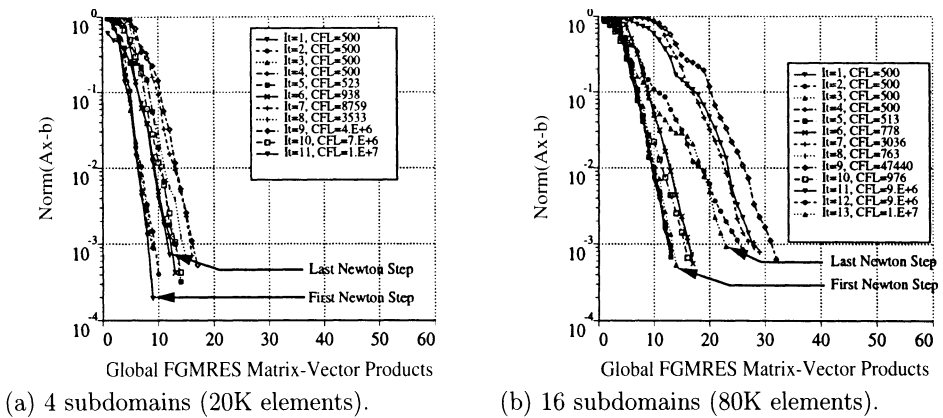 Norm(Ax-b)
10^0
10^-1
10^-2
10^-3
10^-4
0 10 20 30 40 50 60
It=1, CFL=500
It=2, CFL=500
It=3, CFL=500
It=4, CFL=500
It=5, CFL=523
It=6, CFL=938
It=7, CFL=8759
It=8, CFL=3533
It=9, CFL=4.E+6
It=10, CFL=7.E+6
It=11, CFL=1.E+7
Last Newton Step
First Newton Step
Global FGMRES Matrix-Vector Products
(a) 4 subdomains (20K elements).
Norm(Ax-b)
10^0
10^-1
10^-2
10^-3
10^-4
0 10 20 30 40 50 60
It=1, CFL=500
It=2, CFL=500
It=3, CFL=500
It=4, CFL=500
It=5, CFL=513
It=6, CFL=778
It=7, CFL=3036
It=8, CFL=763
It=9, CFL=47440
It=10, CFL=976
It=11, CFL=9.E+6
It=12, CFL=9.E+6
It=13, CFL=1.E+7
Last Newton Step
First Newton Step
Global FGMRES Matrix-Vector Products
(b) 16 subdomains (80K elements).